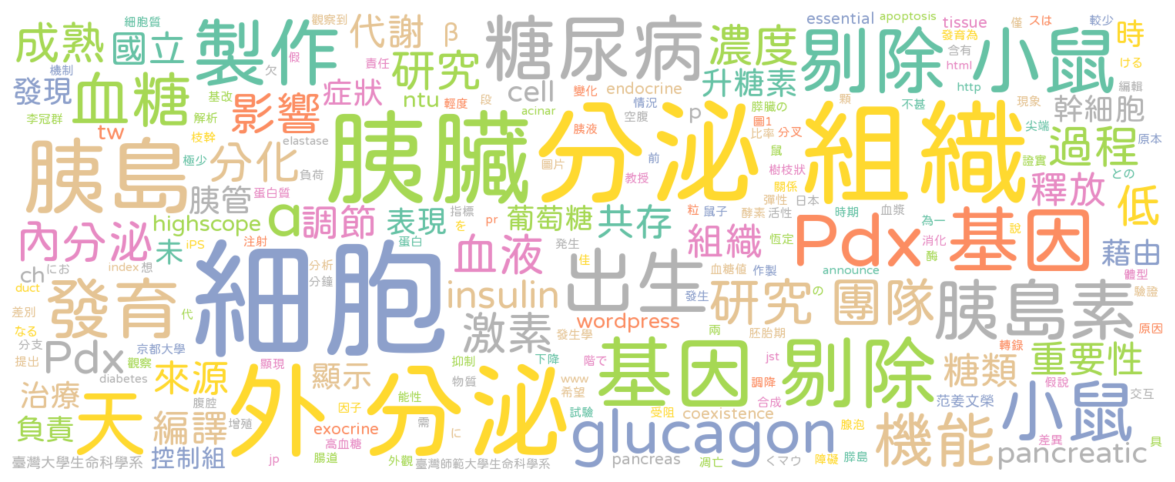 成熟 國立 製作 代謝 β 糖尿病 濃度 剔除 小鼠 時
細胞質 觀察到 假 責任 essential 較少 apoptosis tissue 發育為 僅 スは
機制 欠 研究 升糖素 含有 ける
發現 血糖 基改 影響 症狀 ntu 輕度 段 cell endocrine 變化 情況 空腹 p 膵臓の 圖1 http html 現象 編輯 幹細胞
李冠群 解析 tw 枝幹 elastase acinar 胰液 比率 分叉 尖端 原本
胰島 極少 分化 負荷 胰臟 分泌 組織 圖片 前 教授 鼠 樹枝狀 關係 不甚 顆 證實 との 過程
胰管 蛋白質 彈性 日本 釋放
highscope a 調節 表現 指標 pr 葡萄糖 共存 粒 鼠子 酵素 活性 時期 血漿 為一 低
內分泌 未 iPS 注射 蛋白 を 血液 発生 組織 恆定 Pdx 基因 說 消化 酶 藉由
ch にお index 想 分析 分鐘 佳 血糖值 作製 announce 體型 驗證
duct 發育 細胞 insulin 出生 發生 研究 の 團隊 胰島素
差別 なる 代 激素 wordpress 發生學 兩 胚胎期 原因
分支 提出 京都大學 觀察 顯現 抑制 下降 階で jst 轉錄 重要性
Pdx diabetes 來源 顯示 物質 www 希望 基因 剔除 調降 合成 糖類 假說 交互
治療 腹腔 因子 能性 需 試驗 受阻 coexistence 范姜文榮 小鼠
負責 天 編譯 增殖 外 分泌 exocrine 高血糖 に glucagon 腺泡 差異 具
臺灣大學生命科學系 控制組 jp 腸道 外觀 臺灣師範大學生命科學系 pancreas 凋亡 くマウ 障礙 膵島 機能 pancreatic